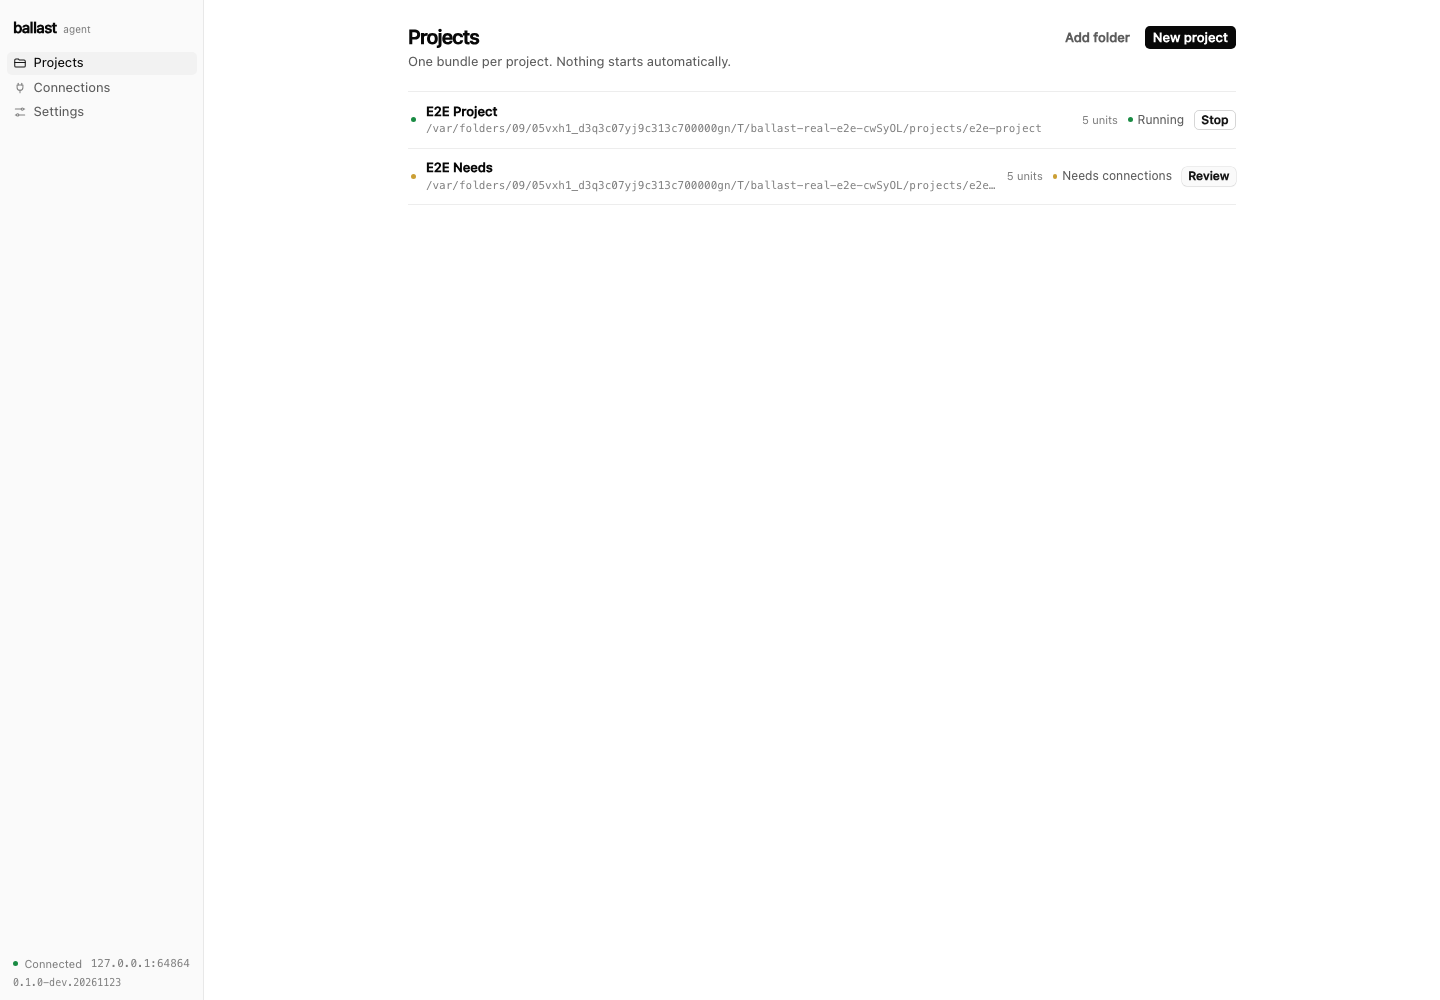 ballast agent
Projects
Connections
Settings
Projects
Add folder
New project
One bundle per project. Nothing starts automatically.
E2E Project
/var/folders/09/05vxh1_d3q3c07yj9c313c700000gn/T/ballast-real-e2e-cwSyOL/projects/e2e-project
5 units
Running
Stop
E2E Needs
/var/folders/09/05vxh1_d3q3c07yj9c313c700000gn/T/ballast-real-e2e-cwSyOL/projects/e2e…
5 units
Needs connections
Review
Connected 127.0.0.1:64864
0.1.0-dev.20261123